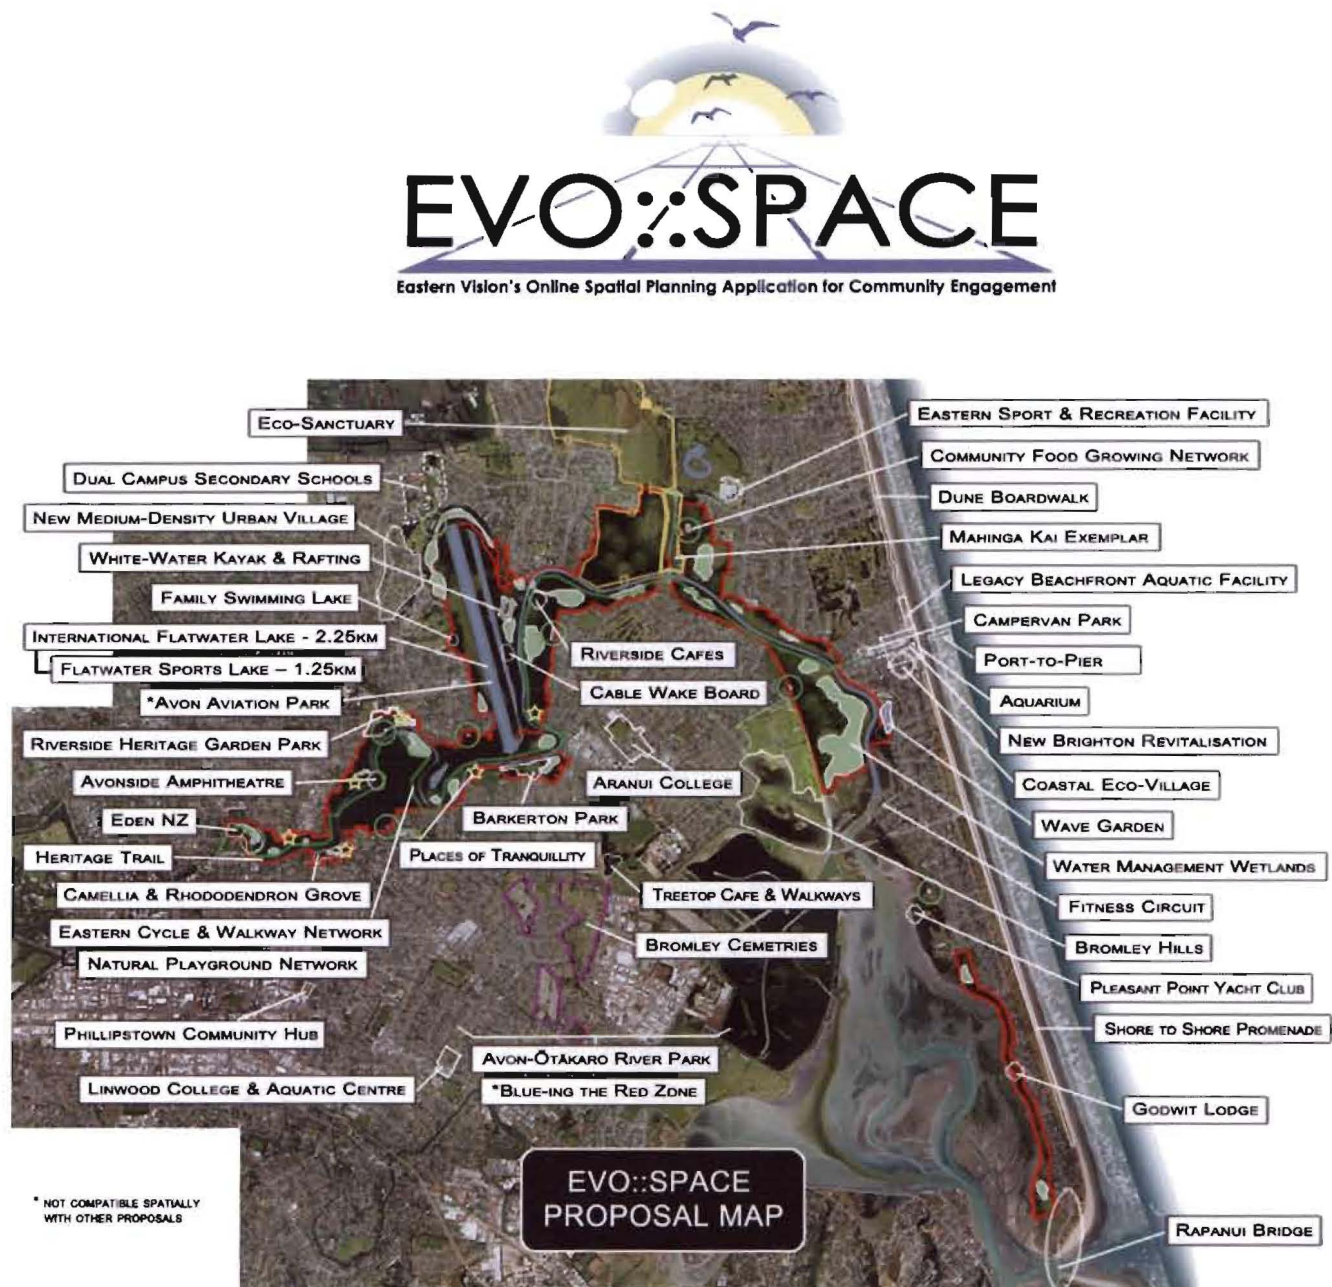 EVO::SPACE
Eastern Vision's Online Spatial Planning Application for Community Engagement
Eco-Sanctuary
Dual Campus Secondary Schools
New Medium-Density Urban Village
White-Water Kayak & Rafting
Family Swimming Lake
International Flatwater Lake - 2.25km
Flatwater Sports Lake – 1.25km
*Avon Aviation Park
Riverside Heritage Garden Park
Avonside Amphitheatre
Eden NZ
Heritage Trail
Camellia & Rhododendron Grove
Eastern Cycle & Walkway Network
Natural Playground Network
Phillipstown Community Hub
Linwood College & Aquatic Centre
Riverside Cafes
Cable Wake Board
Aranui College
Barkerton Park
Places of Tranquillity
Treetop Cafe & Walkways
Bromley Cemetries
Avon-Ōtākaro River Park
*Blue-ing the Red Zone
Eastern Sport & Recreation Facility
Community Food Growing Network
Dune Boardwalk
Mahinga Kai Exemplar
Legacy Beachfront Aquatic Facility
Campervan Park
Port-to-Pier
Aquarium
New Brighton Revitalisation
Coastal Eco-Village
Wave Garden
Water Management Wetlands
Fitness Circuit
Bromley Hills
Pleasant Point Yacht Club
Shore to Shore Promenade
Godwit Lodge
Rapanui Bridge
EVO::SPACE
PROPOSAL MAP
* NOT COMPATIBLE SPATIALLY
WITH OTHER PROPOSALS